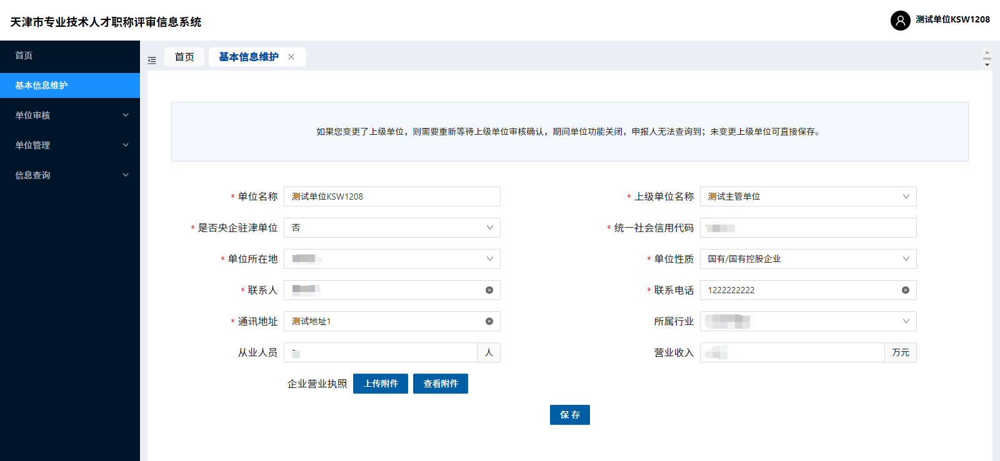 天津市专业技术人才职称评审信息系统
测试单位KSW1208
首页
基本信息维护
单位审核
单位管理
信息查询
首页
基本信息维护
如果您变更了上级单位，则需要重新等待上级单位审核确认，期间单位功能关闭，申报人无法查询到；未变更上级单位可直接保存。
* 单位名称 测试单位KSW1208
* 上级单位名称 测试主管单位
* 是否央企驻津单位 否
* 统一社会信用代码
* 单位所在地
* 单位性质 国有/国有控股企业
* 联系人
* 联系电话 1222222222
* 通讯地址 测试地址1
所属行业
从业人员 人
营业收入 万元
企业营业执照 上传附件 查看附件
保 存